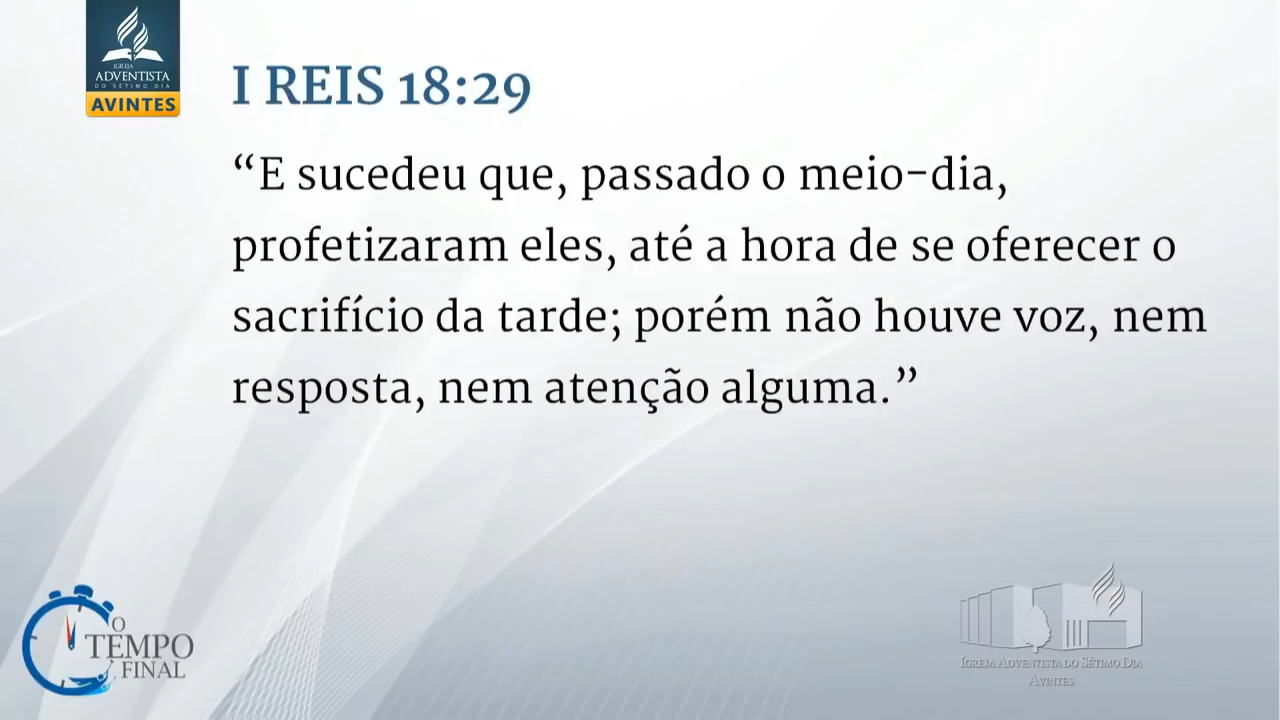 IGREJA
ADVENTISTA
DO SÉTIMO DIA
AVINTES
I REIS 18:29
“E sucedeu que, passado o meio-dia,
profetizaram eles, até a hora de se oferecer o
sacrifício da tarde; porém não houve voz, nem
resposta, nem atenção alguma.”
O
TEMPO
FINAL
IGREJA ADVENTISTA DO SÉTIMO DIA
AVINTES